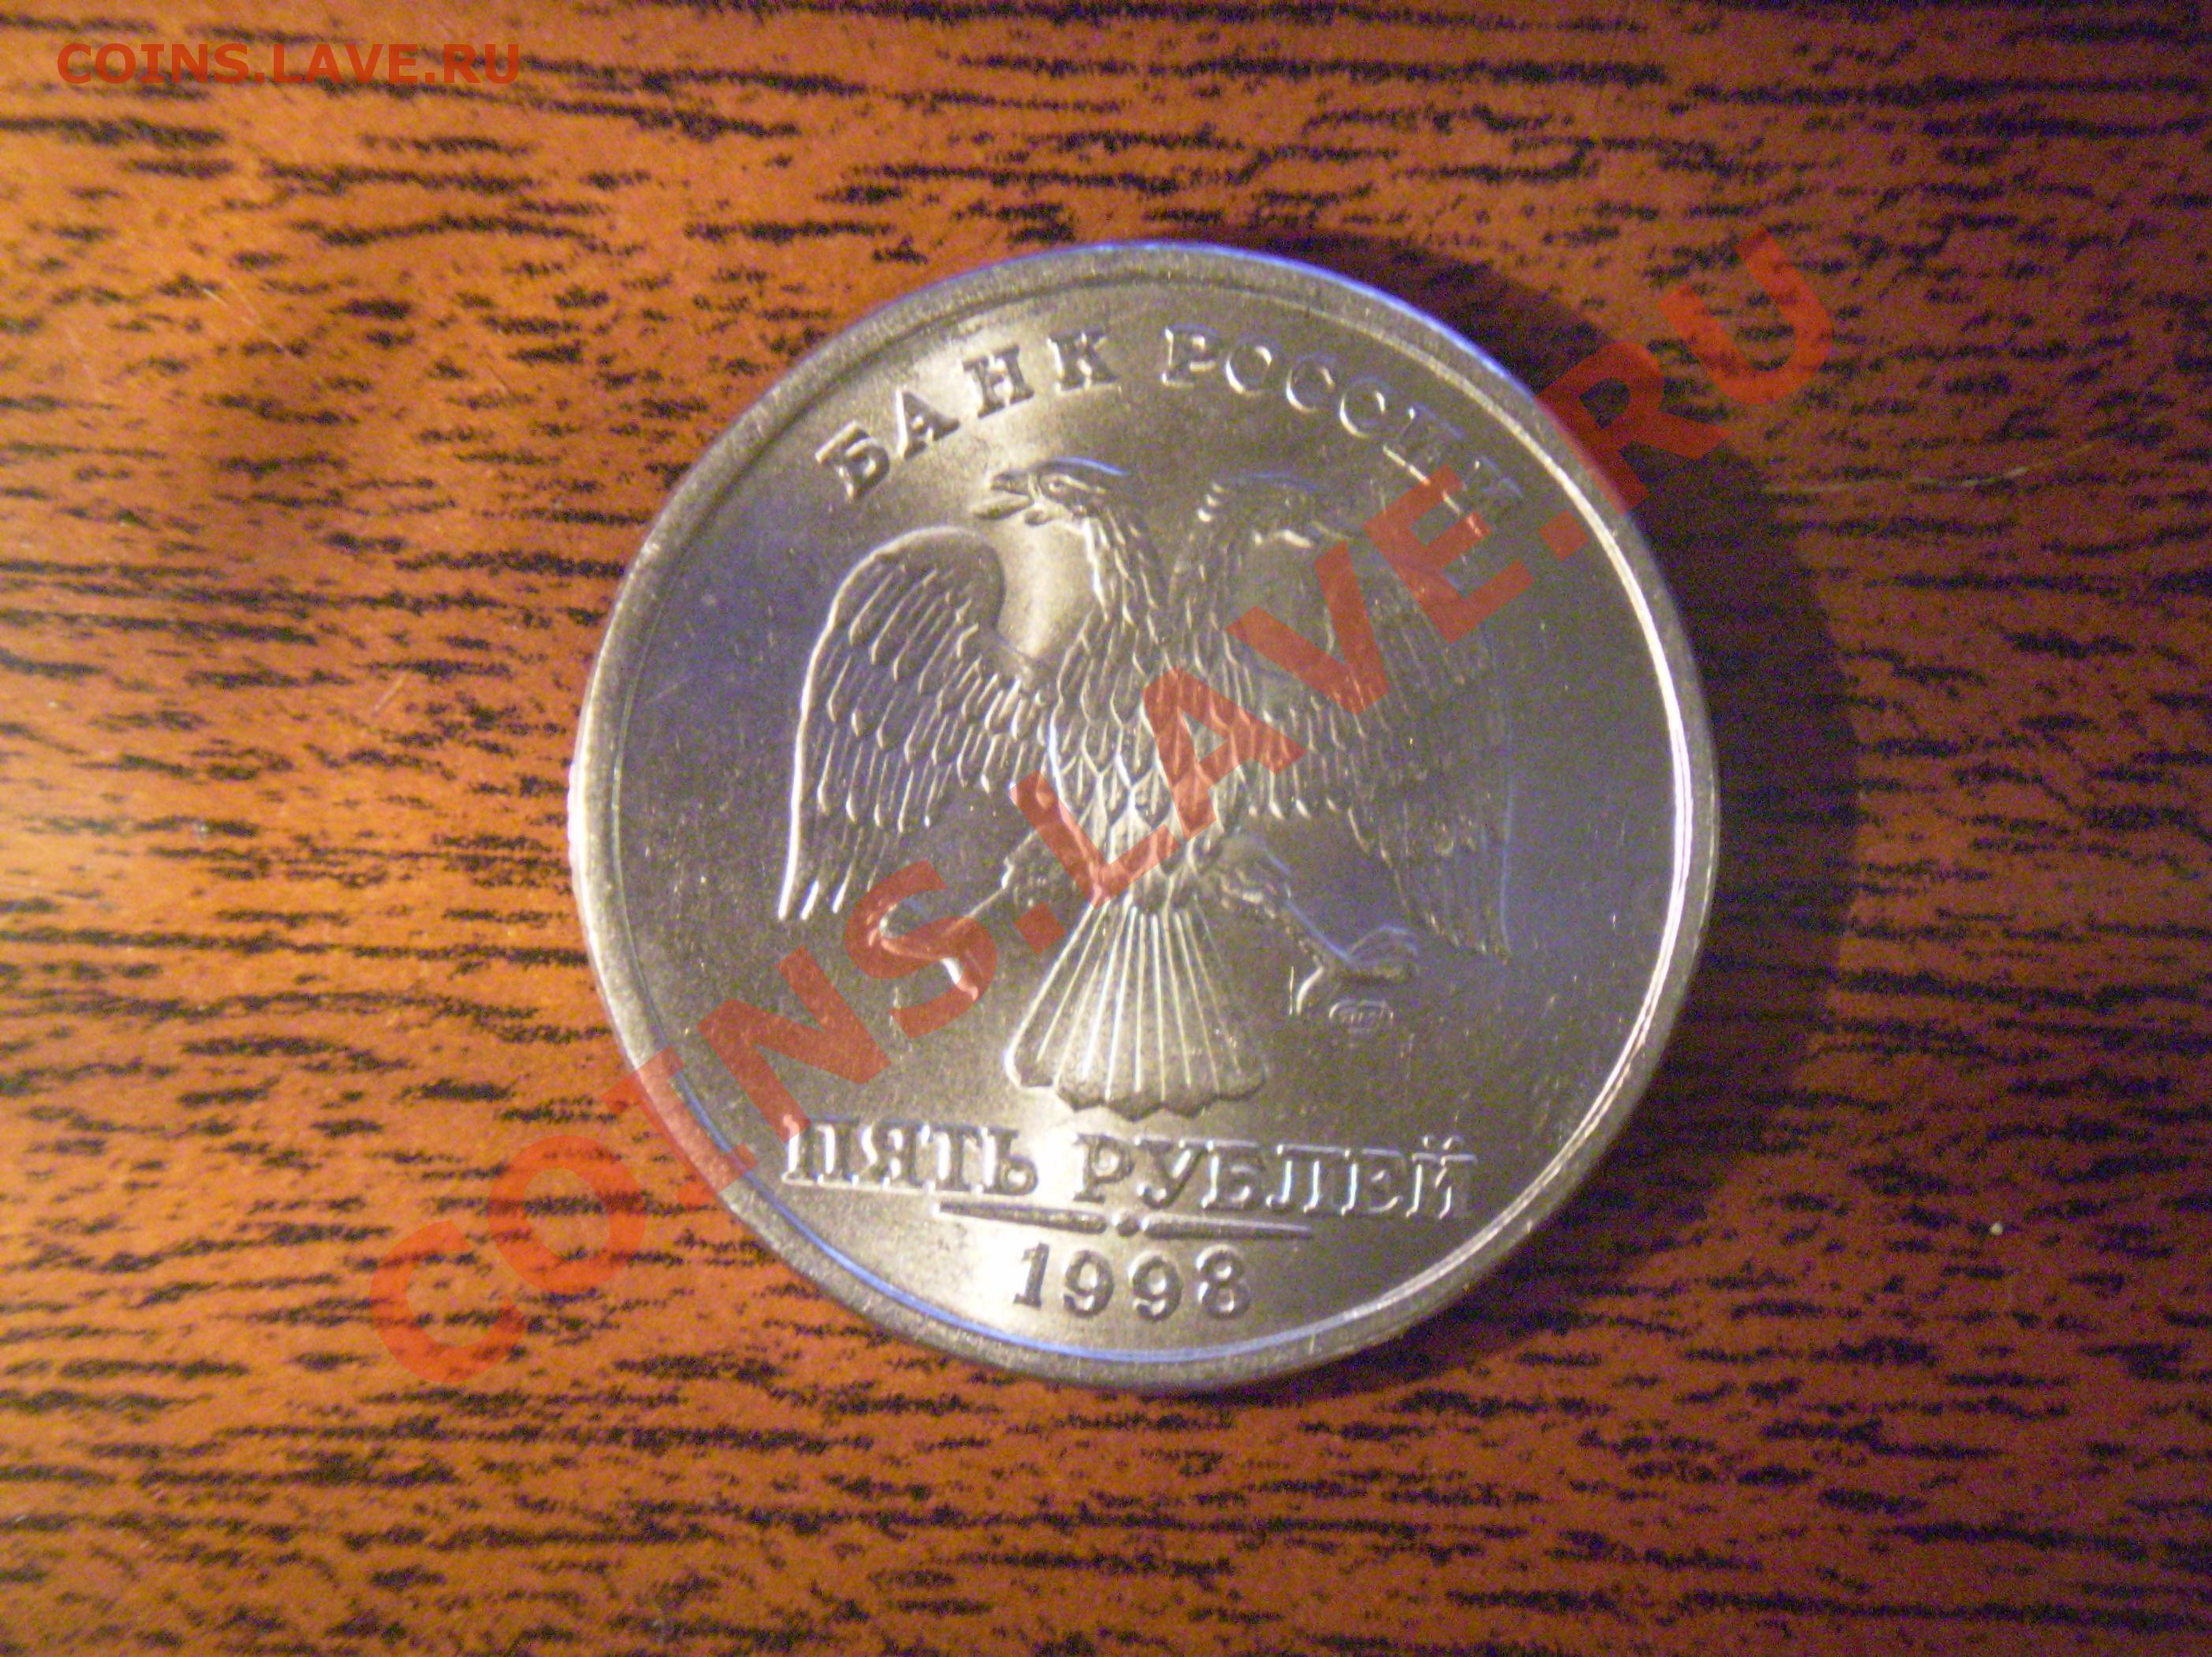 COINS.LAVE.RU
БАНК РОССИИ
COINS.LAVE.RU
ПЯТЬ РУБЛЕЙ
1998